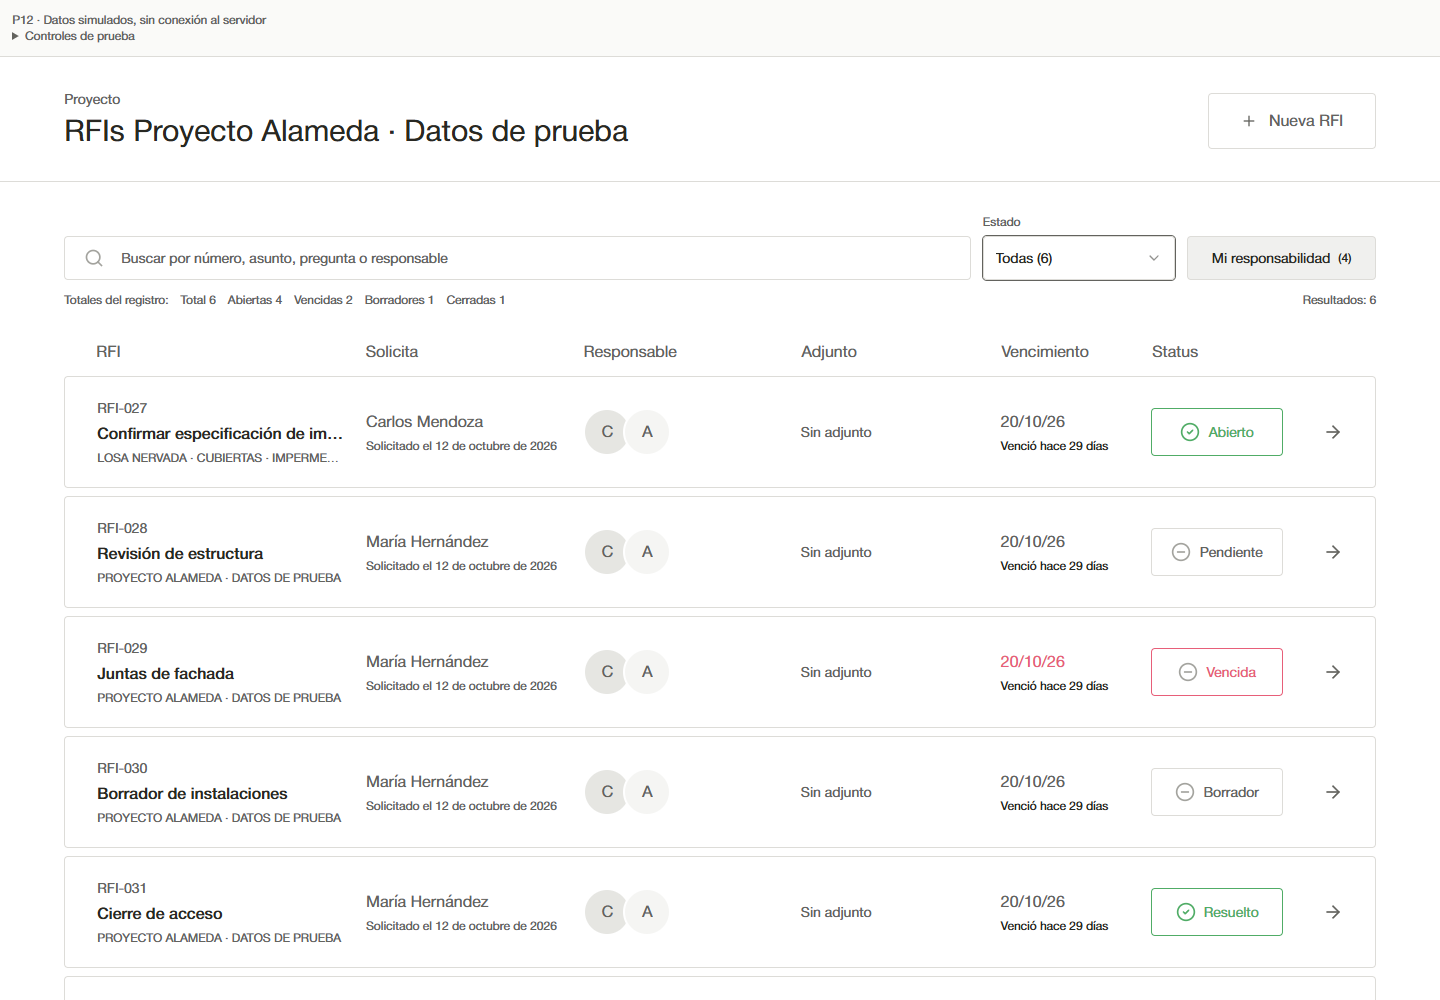 P12 · Datos simulados, sin conexión al servidor
Controles de prueba
Proyecto
RFIs Proyecto Alameda · Datos de prueba
Nueva RFI
Estado
Buscar por número, asunto, pregunta o responsable
Todas (6)
Mi responsabilidad (4)
Totales del registro: Total 6 Abiertas 4 Vencidas 2 Borradores 1 Cerradas 1
Resultados: 6
RFI Solicita Responsable Adjunto Vencimiento Status
RFI-027
Confirmar especificación de im...
LOSA NERVADA · CUBIERTAS · IMPERME...
Carlos Mendoza
Solicitado el 12 de octubre de 2026
C A
Sin adjunto
20/10/26
Venció hace 29 días
Abierto
RFI-028
Revisión de estructura
PROYECTO ALAMEDA · DATOS DE PRUEBA
María Hernández
Solicitado el 12 de octubre de 2026
C A
Sin adjunto
20/10/26
Venció hace 29 días
Pendiente
RFI-029
Juntas de fachada
PROYECTO ALAMEDA · DATOS DE PRUEBA
María Hernández
Solicitado el 12 de octubre de 2026
C A
Sin adjunto
20/10/26
Venció hace 29 días
Vencida
RFI-030
Borrador de instalaciones
PROYECTO ALAMEDA · DATOS DE PRUEBA
María Hernández
Solicitado el 12 de octubre de 2026
C A
Sin adjunto
20/10/26
Venció hace 29 días
Borrador
RFI-031
Cierre de acceso
PROYECTO ALAMEDA · DATOS DE PRUEBA
María Hernández
Solicitado el 12 de octubre de 2026
C A
Sin adjunto
20/10/26
Venció hace 29 días
Resuelto